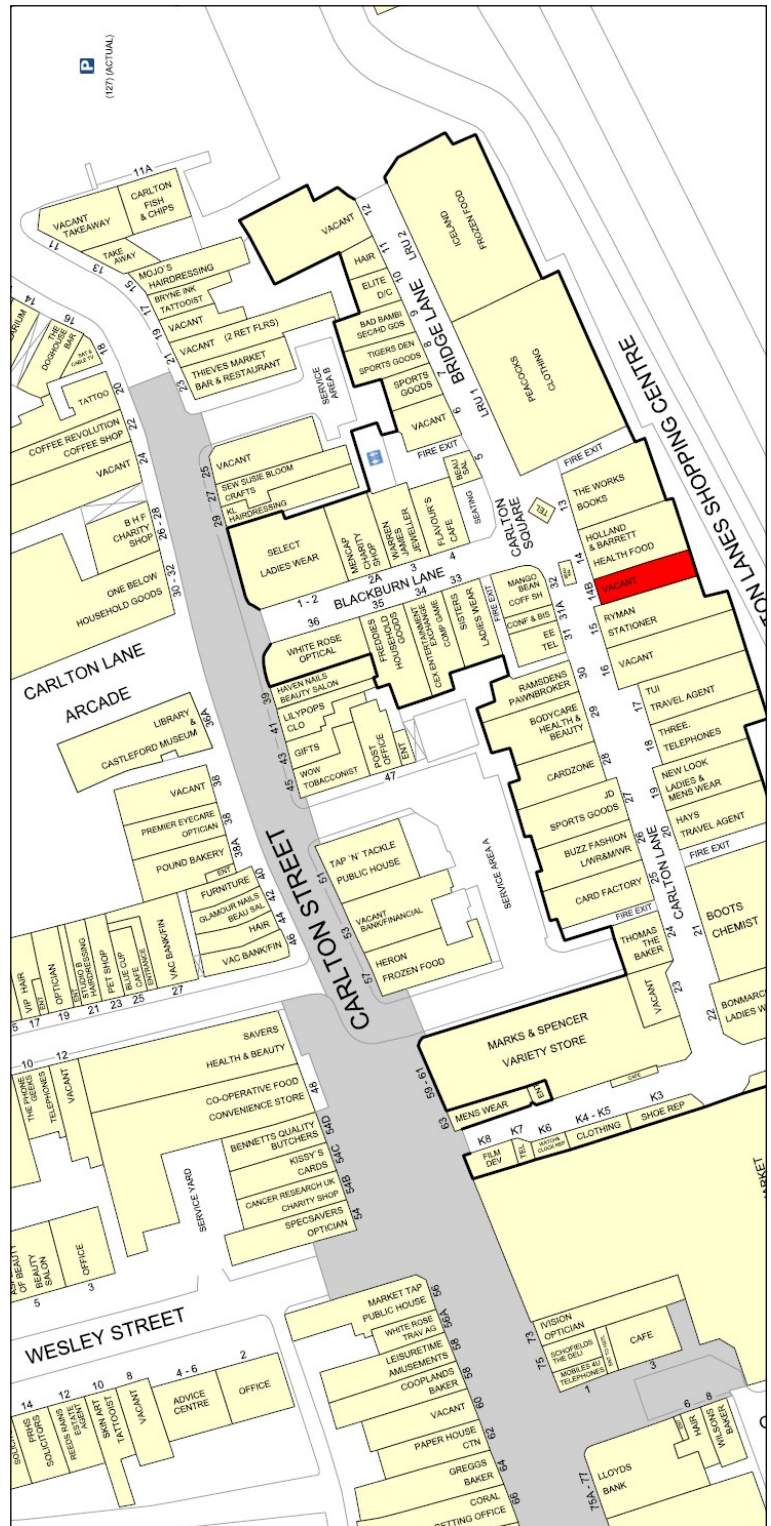 P
(127) (ACTUAL)
11A
CARLTON
FISH
& CHIPS
VACANT
TAKEAWAY
11
TAKE
AWAY
13
MOJO'S
HAIRDRESSING
15
BRYNE INK
TATTOOIST
17
VACANT
19
VACANT (2 RET FLRS)
21
THIEVES MARKET
BAR & RESTAURANT
23
SERVICE
AREA B
14
16
THE
DOGHOUSE
BAR
18
TATTOO
20
COFFEE REVOLUTION
COFFEE SHOP
22
VACANT
24
B H F
CHARITY
SHOP
26 - 28
ONE BELOW
HOUSEHOLD GOODS
30 - 32
VACANT
25
SEW SUSIE BLOOM
CRAFTS
27
KL
HAIRDRESSING
29
VACANT
12
HAIR
11
ELITE
D/C
10
BAD BAMBI
SEC/HD GDS
9
TIGERS DEN
SPORTS GOODS
8
SPORTS
GOODS
7
VACANT
6
FIRE EXIT
5
BEAU
SAL
SEATING
BRIDGE LANE
LRU 2
ICELAND
FROZEN FOOD
LRU 1
PEACOCKS
CLOTHING
FIRE EXIT
TON LANES SHOPPING CENTRE
CARLTON
SQUARE
TEL
SELECT
LADIES WEAR
1 - 2
MENCAP
CHARITY
SHOP
2A
WARREN
JAMES
JEWELLER
3
FLAVOUR'S
CAFE
4
BLACKBURN LANE
36
WHITE ROSE
OPTICAL
35
FREDDIES
HOUSEHOLD
GOODS
34
CEX ENTERTAINMENT
EXCHANGE
COMP GAME
33
SISTERS
LADIES WEAR
FIRE EXIT
MANGO
BEAN
COFF SH
32
CONF & BIS
31A
EE
TEL
31
13
THE WORKS
BOOKS
14
HOLLAND
& BARRETT
HEALTH FOOD
14B
VACANT
15
RYMAN
STATIONER
16
VACANT
17
TUI
TRAVEL AGENT
18
THREE.
TELEPHONES
19
NEW LOOK
LADIES &
MENS WEAR
20
HAYS
TRAVEL AGENT
FIRE EXIT
21
BOOTS
CHEMIST
22
BONMARC
LADIES W
CARLTON LANE
30
RAMSDENS
PAWNBROKER
29
BODYCARE
HEALTH &
BEAUTY
28
CARDZONE
27
JD
SPORTS GOODS
26
BUZZ FASHION
L/WR&M/WR
25
CARD FACTORY
FIRE EXIT
24
THOMAS
THE
BAKER
23
VACANT
CARLTON LANE
ARCADE
LIBRARY
&
CASTLEFORD MUSEUM
36A
39
HAVEN NAILS
BEAUTY SALON
41
LILYPOPS
CLO
43
GIFTS
45
WOW
TOBACCONIST
POST
OFFICE
ENT
47
SERVICE AREA A
VACANT
38
PREMIER EYECARE
OPTICIAN
38
POUND BAKERY
ENT
38A
FURNITURE
40
GLAMOUR NAILS
BEAU SAL
42
HAIR
44
VAC BANK/FIN
46
CARLTON STREET
51
TAP 'N' TACKLE
PUBLIC HOUSE
53
VACANT
BANK/FINANCIAL
57
HERON
FROZEN FOOD
VIP HAIR
ENT
17
OPTICIAN
19
ENT
STUDIO B
HAIRDRESSING
21
PET SHOP
23
BLUE CUP
CAFE
25
ENTRANCE
VAC BANK/FIN
27
MARKS & SPENCER
VARIETY STORE
59 - 61
63
MENS WEAR
ENT
CAFE
K8
FILM
DEV
K7
TEL
K6
WATCH&
CLOCK REP
K4 - K5
CLOTHING
K3
SHOE REP
10
THE PHONE
GEEKS
TELEPHONES
12
VACANT
SAVERS
HEALTH & BEAUTY
CO-OPERATIVE FOOD
CONVENIENCE STORE
48
BENNETTS QUALITY
BUTCHERS
54D
KISSY'S
CARDS
54C
CANCER RESEARCH UK
CHARITY SHOP
54B
SPECSAVERS
OPTICIAN
54
SERVICE YARD
OF BEAUTY
BEAUTY
SALON
5
OFFICE
3
WESLEY STREET
14
PRHS
SOLICITORS
12
REEDS RAINS
ESTATE
AGENT
10
SKIN ART
TATTOOIST
8
VACANT
4 - 6
ADVICE
CENTRE
2
OFFICE
MARKET TAP
PUBLIC HOUSE
56
WHITE ROSE
TRAV AG
56A
LEISURETIME
AMUSEMENTS
58
COOPLANDS
BAKER
58
VACANT
60
PAPER HOUSE
CTN
62
GREGGS
BAKER
64
CORAL
66
73
IVISION
OPTICIAN
75
SCHOFIELDS
THE DELI
MOBILES 4U
TELEPHONES
1
CAFE
3
75A - 77
LLOYDS
BANK
ENT
6
HAIR
8
WILSONS
BAKER